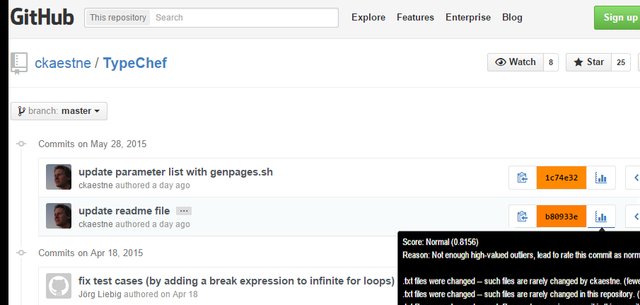 GitHub This repository Search Explore Features Enterprise Blog Sign up
ckaestne / TypeChef Watch 8 Star 25
branch: master
Commits on May 28, 2015
update parameter list with genpages.sh
ckaestne authored a day ago
1c74e32
update readme file ...
ckaestne authored a day ago
b80933e
Score: Normal (0.8156)
Reason: Not enough high-valued outliers, lead to rate this commit as norm
Commits on Apr 18, 2015
.txt files were changed -- such files are rarely changed by ckaestne. (few
fix test cases (by adding a break expression to infinite for loops)
.txt files were changed -- such files are rarely changed in this repository. (
Jörg Liebig authored on Apr 18